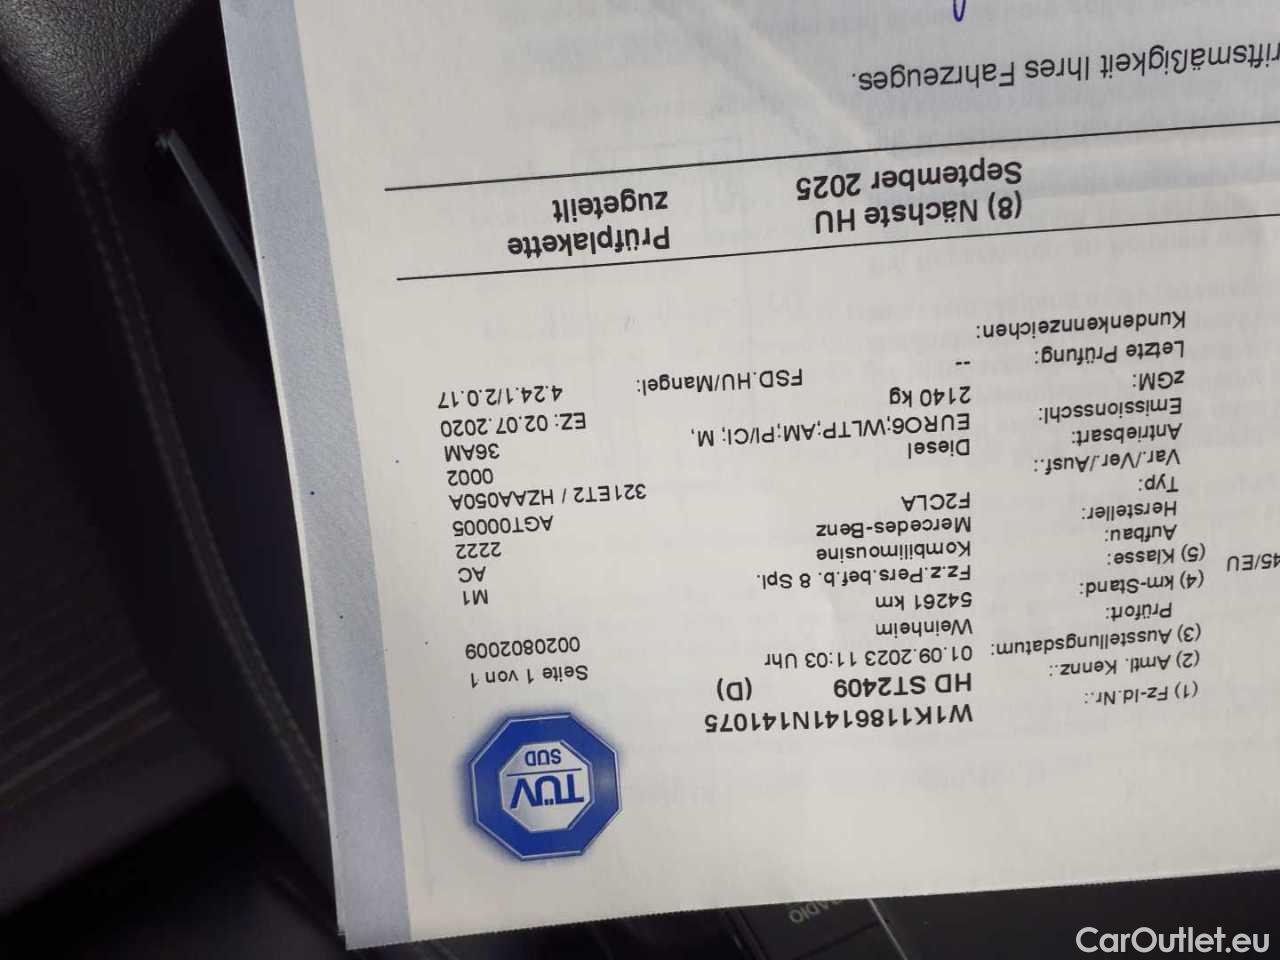 TÜV
SÜD
(1) Fz-Id.Nr.: W1K1186141N141075
(2) Amtl. Kennz.: HD ST2409 (D) Seite 1 von 1
(3) Ausstellungsdatum: 01.09.2023 11:03 Uhr 0020802009
Prüfort: Weinheim
(4) km-Stand: 54261 km M1
45/EU (5) Klasse: Fz.z.Pers.bef.b. 8 Spl. AC
Aufbau: Kombilimousine 2222
Hersteller: Mercedes-Benz AGT00005
Typ: F2CLA 321ET2 / HZAA050A
Var./Ver./Ausf.: 0002
Antriebsart: Diesel 36AM
Emissionsschl: EURO6;WLTP;AM;PI/CI; M, EZ: 02.07.2020
zGM: 2140 kg
Letzte Prüfung: -- FSD.HU/Mangel: 4.24.1/2.0.17
Kundenkennzeichen:
(8) Nächste HU Prüfplakette
September 2025 zugeteilt
riftsmäßigkeit Ihres Fahrzeuges.
RADIO
CarOutlet.eu